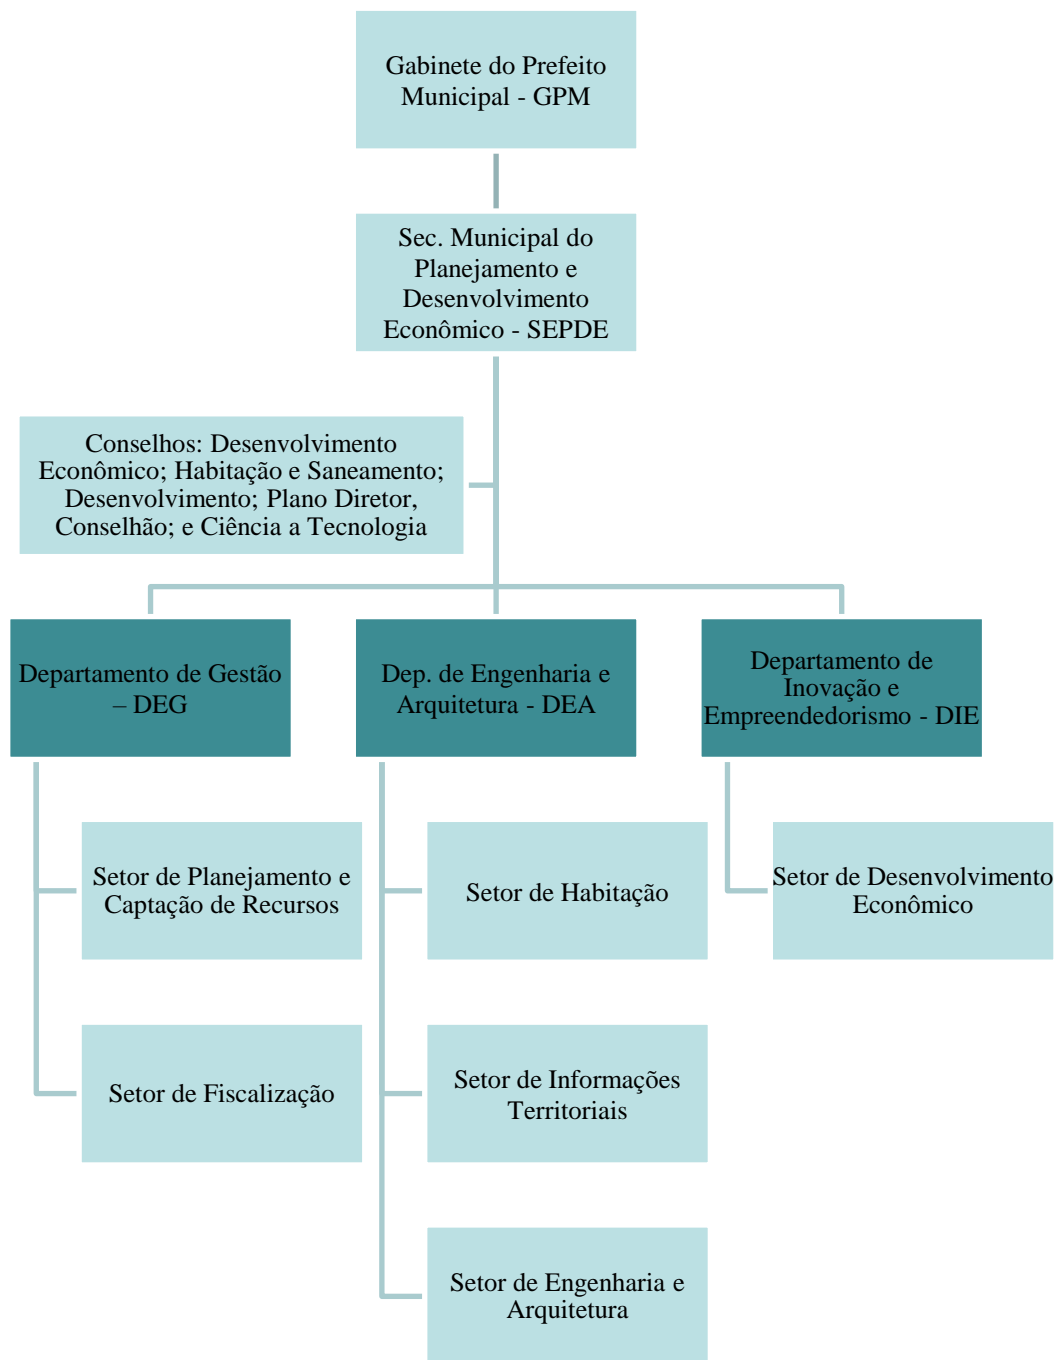 Gabinete do Prefeito
Municipal - GPM
Sec. Municipal do
Planejamento e
Desenvolvimento
Econômico - SEPDE
Conselhos: Desenvolvimento
Econômico; Habitação e Saneamento;
Desenvolvimento; Plano Diretor,
Conselhão; e Ciência a Tecnologia
Departamento de Gestão
– DEG
Dep. de Engenharia e
Arquitetura - DEA
Departamento de
Inovação e
Empreendedorismo - DIE
Setor de Planejamento e
Captação de Recursos
Setor de Habitação
Setor de Desenvolvimento
Econômico
Setor de Fiscalização
Setor de Informações
Territoriais
Setor de Engenharia e
Arquitetura